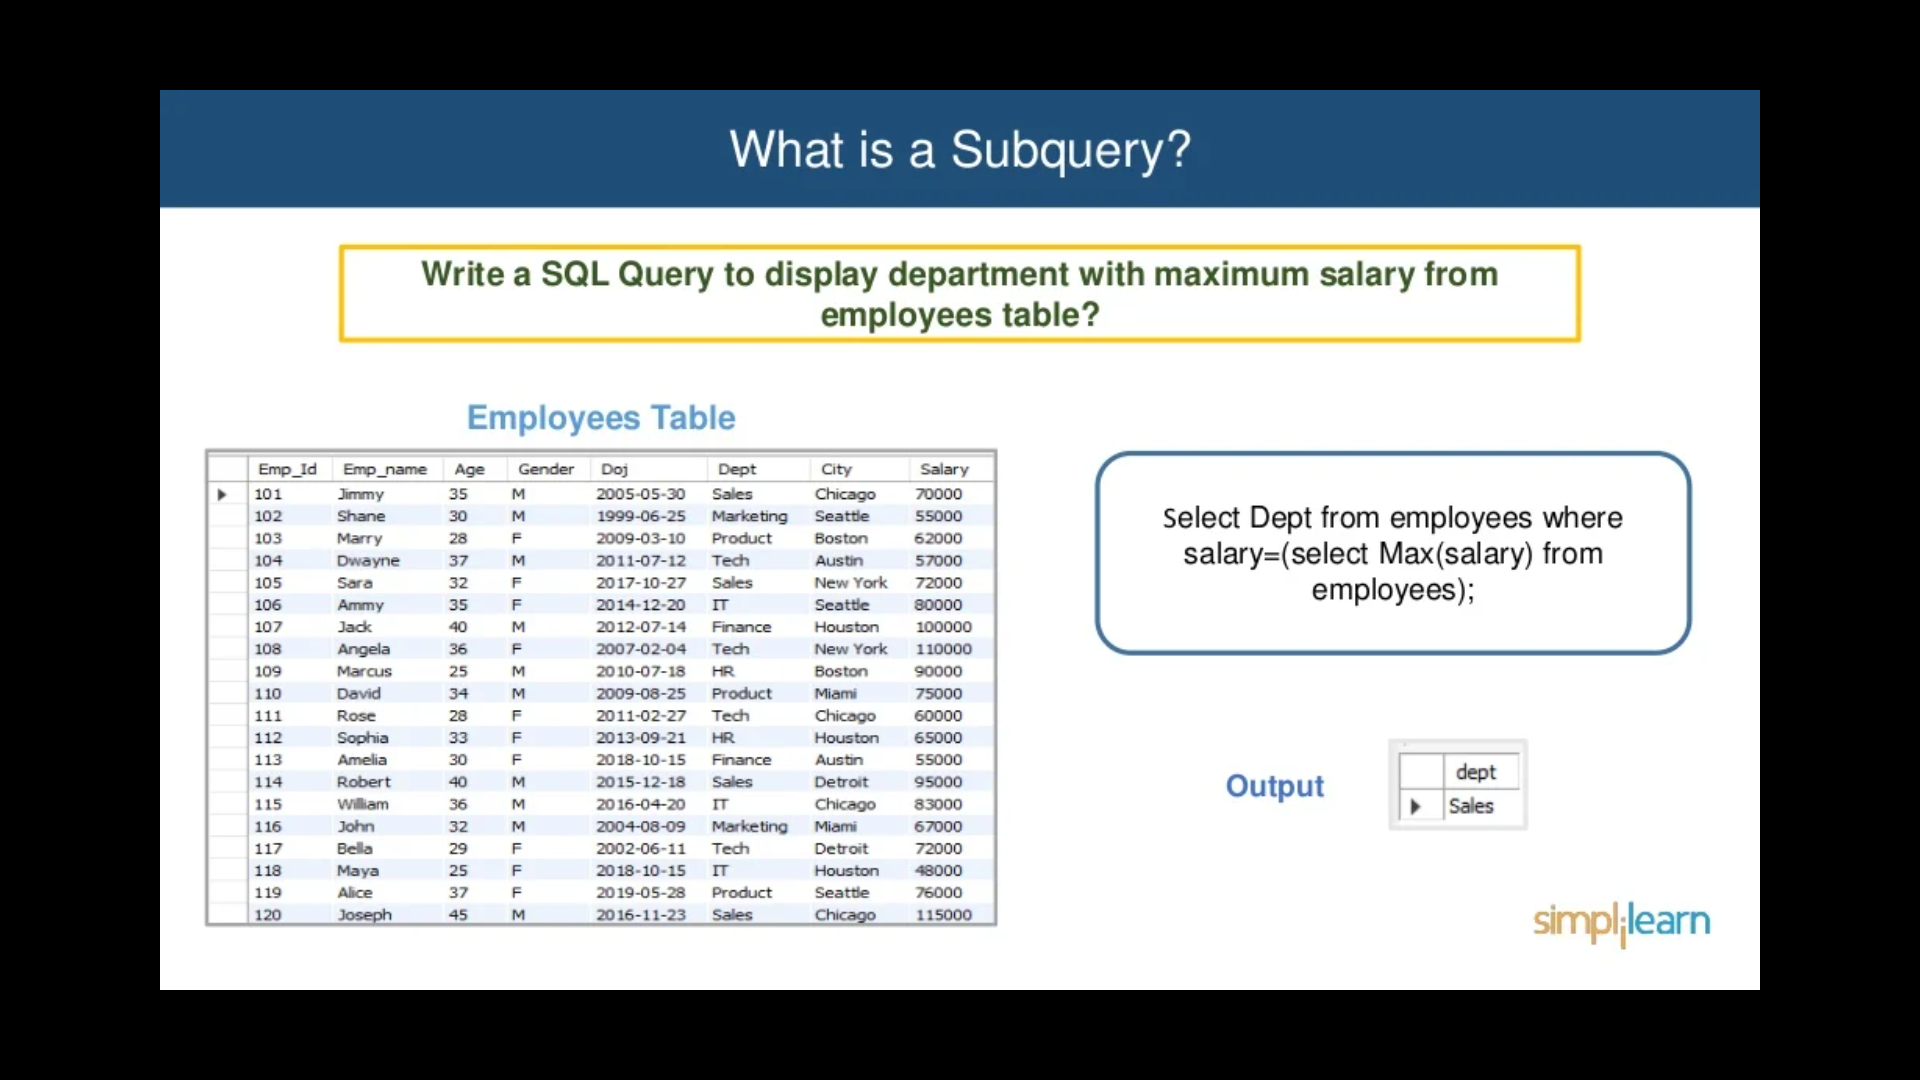 What is a Subquery?
Write a SQL Query to display department with maximum salary from
employees table?
Employees Table
Emp_Id Emp_name Age Gender Doj Dept City Salary
101 Jimmy 35 M 2005-05-30 Sales Chicago 70000
102 Shane 30 M 1999-06-25 Marketing Seattle 55000
103 Marry 28 F 2009-03-10 Product Boston 62000
104 Dwayne 37 M 2011-07-12 Tech Austin 57000
105 Sara 32 F 2017-10-27 Sales New York 72000
106 Ammy 35 F 2014-12-20 IT Seattle 80000
107 Jack 40 M 2012-07-14 Finance Houston 100000
108 Angela 36 F 2007-02-04 Tech New York 110000
109 Marcus 25 M 2010-07-18 HR Boston 90000
110 David 34 M 2009-08-25 Product Miami 75000
111 Rose 28 F 2011-02-27 Tech Chicago 60000
112 Sophia 33 F 2013-09-21 HR Houston 65000
113 Amelia 30 F 2018-10-15 Finance Austin 55000
114 Robert 40 M 2015-12-18 Sales Detroit 95000
115 William 36 M 2016-04-20 IT Chicago 83000
116 John 32 M 2004-08-09 Marketing Miami 67000
117 Bella 29 F 2002-06-11 Tech Detroit 72000
118 Maya 25 F 2018-10-15 IT Houston 48000
119 Alice 37 F 2019-05-28 Product Seattle 76000
120 Joseph 45 M 2016-11-23 Sales Chicago 115000
Select Dept from employees where
salary=(select Max(salary) from
employees);
Output
dept
Sales
simplilearn